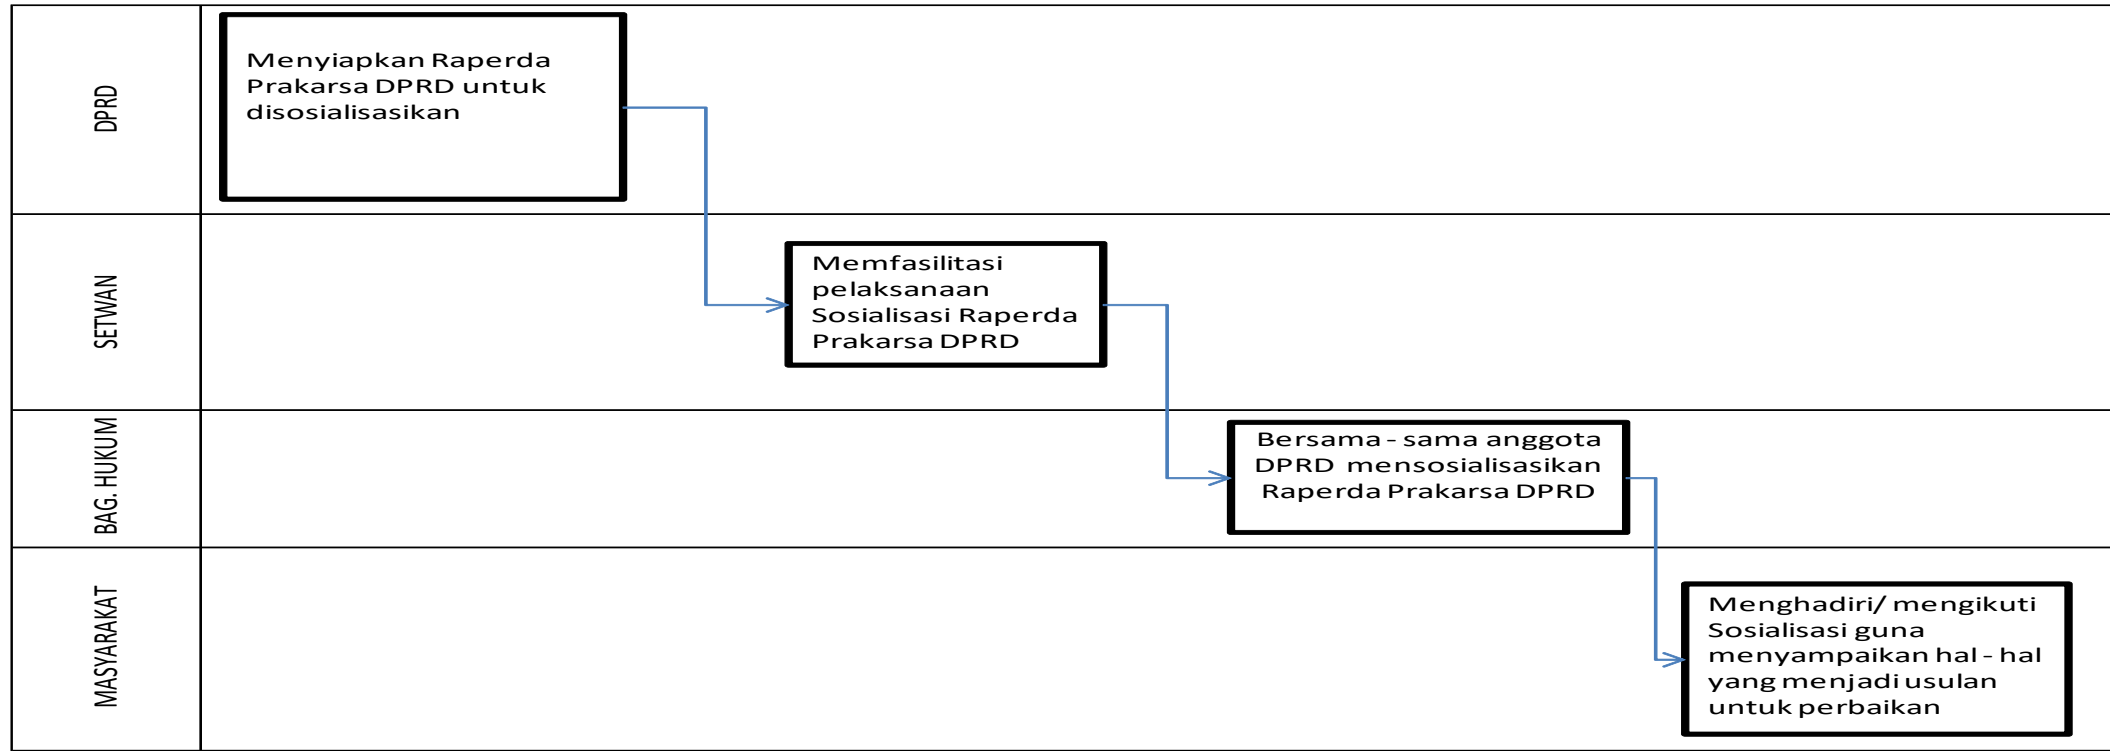 DPRD
Menyiapkan Raperda
Prakarsa DPRD untuk
disosialisasikan
SETWAN
Memfasilitasi
pelaksanaan
Sosialisasi Raperda
Prakarsa DPRD
BAG. HUKUM
Bersama - sama anggota
DPRD mensosialisasikan
Raperda Prakarsa DPRD
MASYARAKAT
Menghadiri/ mengikuti
Sosialisasi guna
menyampaikan hal - hal
yang menjadi usulan
untuk perbaikan